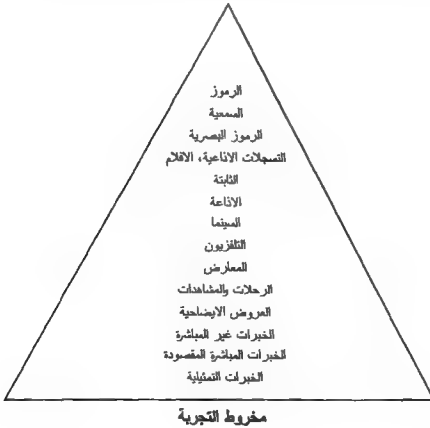 الرموز
السمعية
الرموز البصرية
التسجلات الاذاعية، الافلام
الثابتة
الاذاعة
السينما
التلفزيون
المعارض
الرحلات والمشاهدات
العروض الايضاحية
الخبرات غير المباشرة
الخبرات المباشرة المقصودة
الخبرات التمثيلية
مخروط التجربة